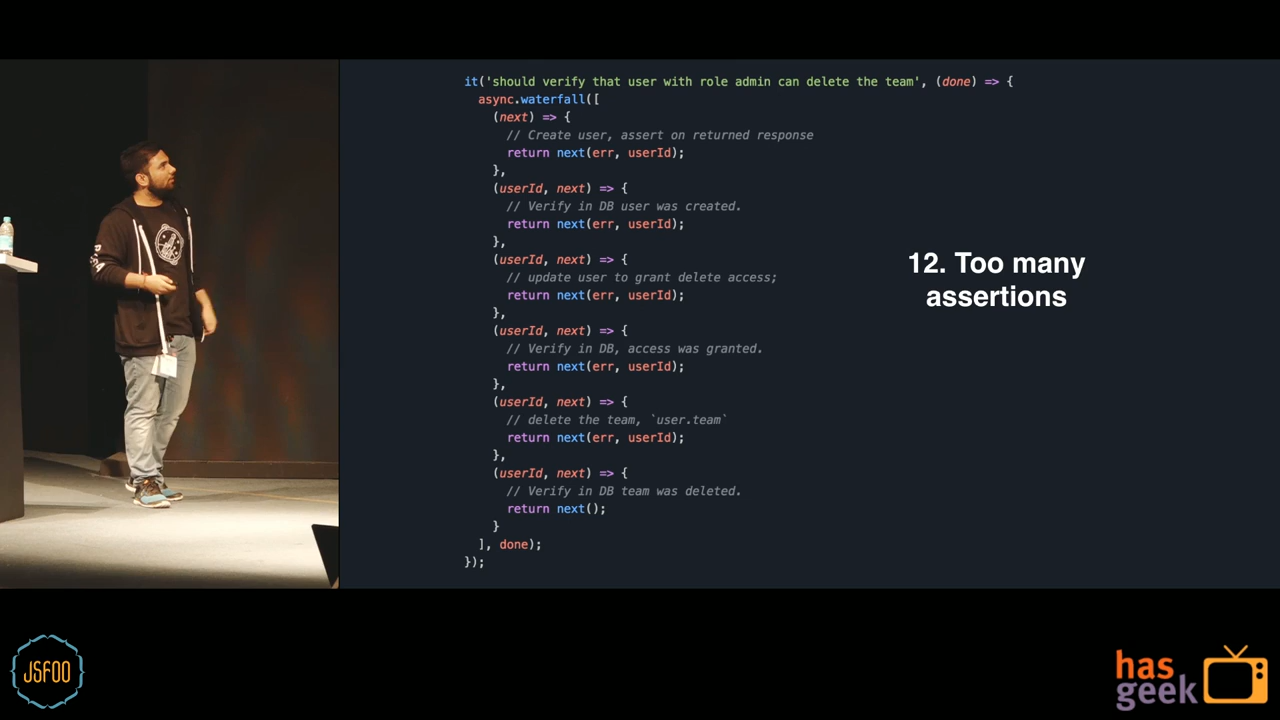 it('should verify that user with role admin can delete the team', (done) => {
async.waterfall([
(next) => {
// Create user, assert on returned response
return next(err, userId);
},
(userId, next) => {
// Verify in DB user was created.
return next(err, userId);
},
(userId, next) => {
// update user to grant delete access;
return next(err, userId);
},
(userId, next) => {
// Verify in DB, access was granted.
return next(err, userId);
},
(userId, next) => {
// delete the team, `user.team`
return next(err, userId);
},
(userId, next) => {
// Verify in DB team was deleted.
return next();
}
], done);
});
12. Too many
assertions
JSFOO
has
geek